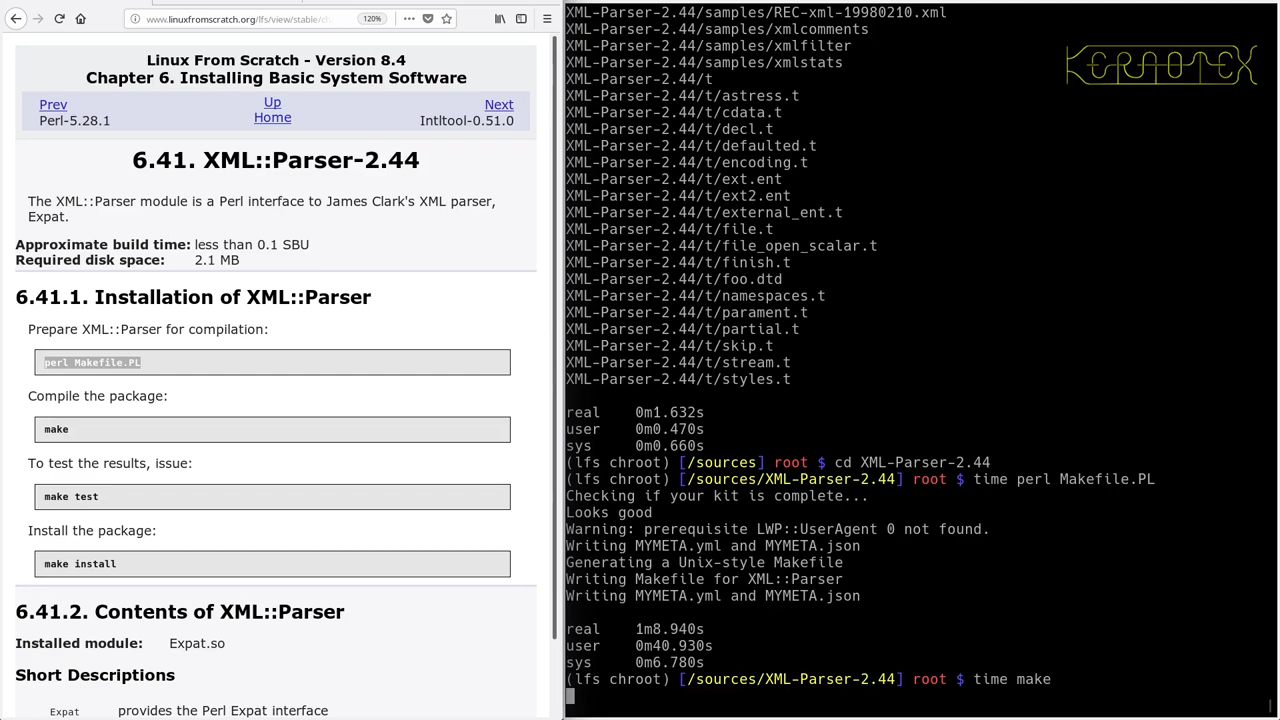 www.linuxfromscratch.org/lfs/view/stable/ch
120%
Linux From Scratch - Version 8.4
Chapter 6. Installing Basic System Software
Prev
Up
Next
Perl-5.28.1
Home
Intltool-0.51.0
6.41. XML::Parser-2.44
The XML::Parser module is a Perl interface to James Clark's XML parser,
Expat.
Approximate build time: less than 0.1 SBU
Required disk space: 2.1 MB
6.41.1. Installation of XML::Parser
Prepare XML::Parser for compilation:
perl Makefile.PL
Compile the package:
make
To test the results, issue:
make test
Install the package:
make install
6.41.2. Contents of XML::Parser
Installed module: Expat.so
Short Descriptions
Expat provides the Perl Expat interface
XML-Parser-2.44/samples/REC-xml-19980210.xml
XML-Parser-2.44/samples/xmlcomments
XML-Parser-2.44/samples/xmlfilter
XML-Parser-2.44/samples/xmlstats
XML-Parser-2.44/t
XML-Parser-2.44/t/astress.t
XML-Parser-2.44/t/cdata.t
XML-Parser-2.44/t/decl.t
XML-Parser-2.44/t/defaulted.t
XML-Parser-2.44/t/encoding.t
XML-Parser-2.44/t/ext.ent
XML-Parser-2.44/t/ext2.ent
XML-Parser-2.44/t/external_ent.t
XML-Parser-2.44/t/file.t
XML-Parser-2.44/t/file_open_scalar.t
XML-Parser-2.44/t/finish.t
XML-Parser-2.44/t/foo.dtd
XML-Parser-2.44/t/namespaces.t
XML-Parser-2.44/t/parament.t
XML-Parser-2.44/t/partial.t
XML-Parser-2.44/t/skip.t
XML-Parser-2.44/t/stream.t
XML-Parser-2.44/t/styles.t
real 0m1.632s
user 0m0.470s
sys 0m0.660s
(lfs chroot) [/sources] root $ cd XML-Parser-2.44
(lfs chroot) [/sources/XML-Parser-2.44] root $ time perl Makefile.PL
Checking if your kit is complete...
Looks good
Warning: prerequisite LWP::UserAgent 0 not found.
Writing MYMETA.yml and MYMETA.json
Generating a Unix-style Makefile
Writing Makefile for XML::Parser
Writing MYMETA.yml and MYMETA.json
real 1m8.940s
user 0m40.930s
sys 0m6.780s
(lfs chroot) [/sources/XML-Parser-2.44] root $ time make